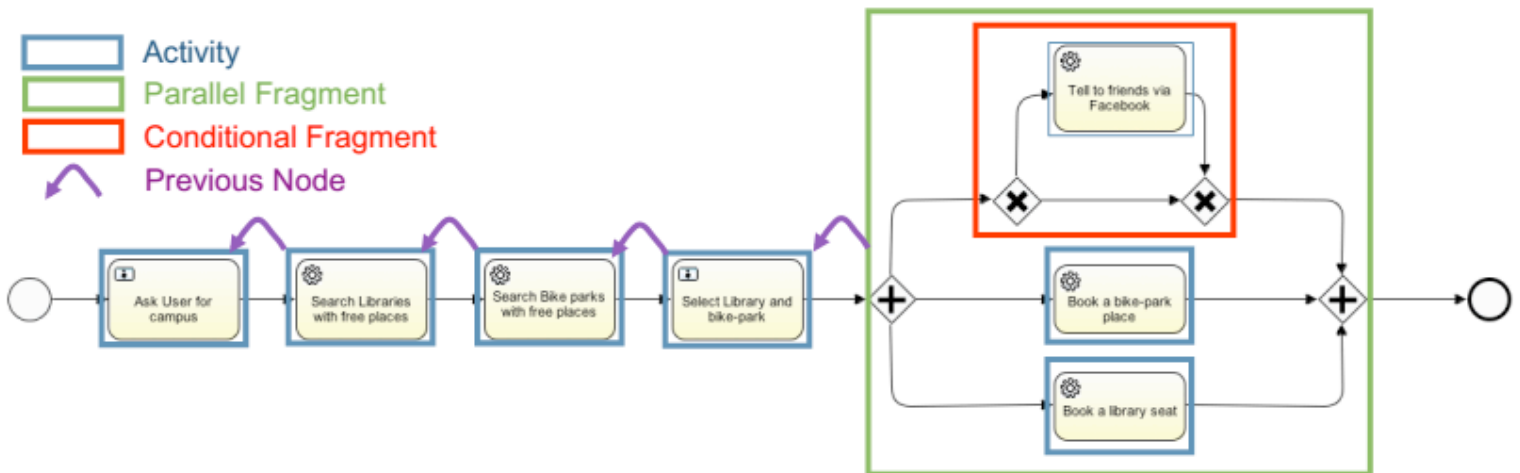 Activity
Parallel Fragment
Conditional Fragment
Previous Node
Tell to friends via
Facebook
Ask User for
campus
Search Libraries
with free places
Search Bike parks
with free places
Select Library and
bike-park
Book a bike-park
place
Book a library seat